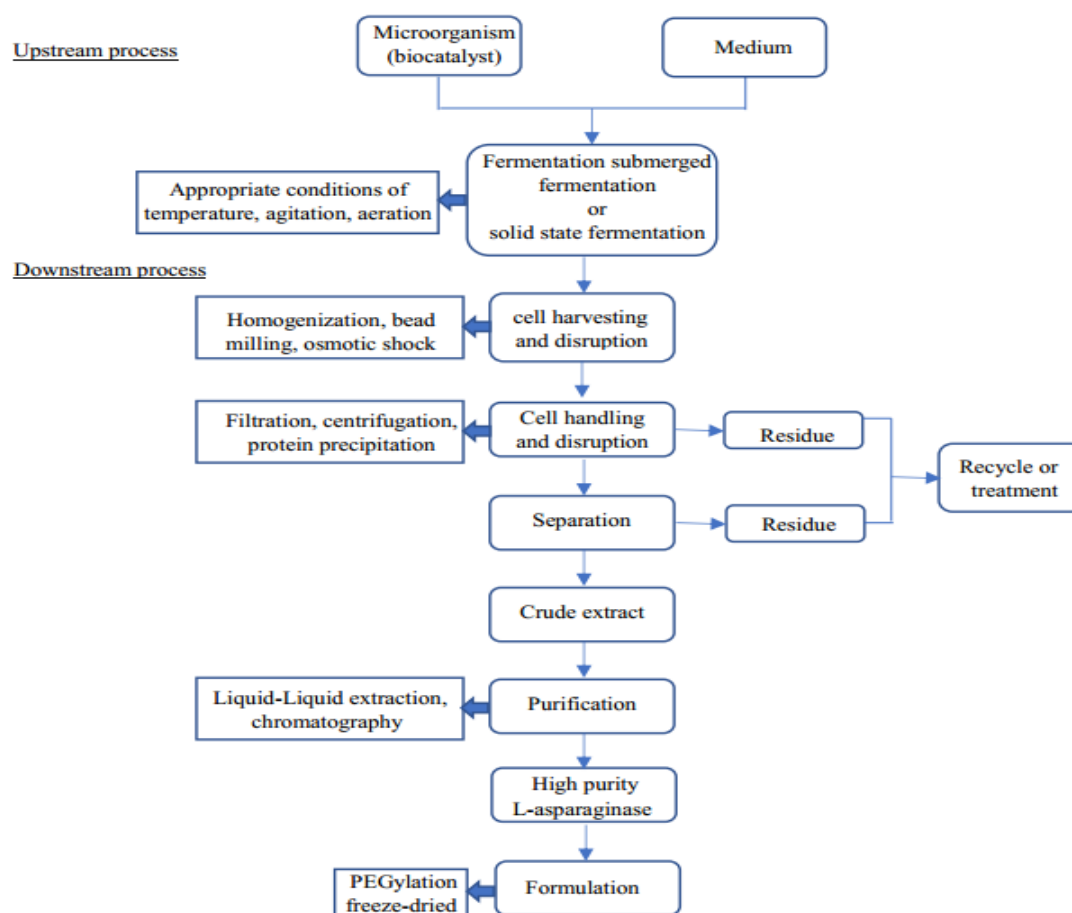 Upstream process
Microorganism
(biocatalyst)
Medium
Fermentation submerged
fermentation
or
solid state fermentation
Appropriate conditions of
temperature, agitation, aeration
Downstream process
cell harvesting
and disruption
Homogenization, bead
milling, osmotic shock
Cell handling
and disruption
Filtration, centrifugation,
protein precipitation
Residue
Recycle or
treatment
Separation
Residue
Crude extract
Purification
Liquid-Liquid extraction,
chromatography
High purity
L-asparaginase
Formulation
PEGylation
freeze-dried